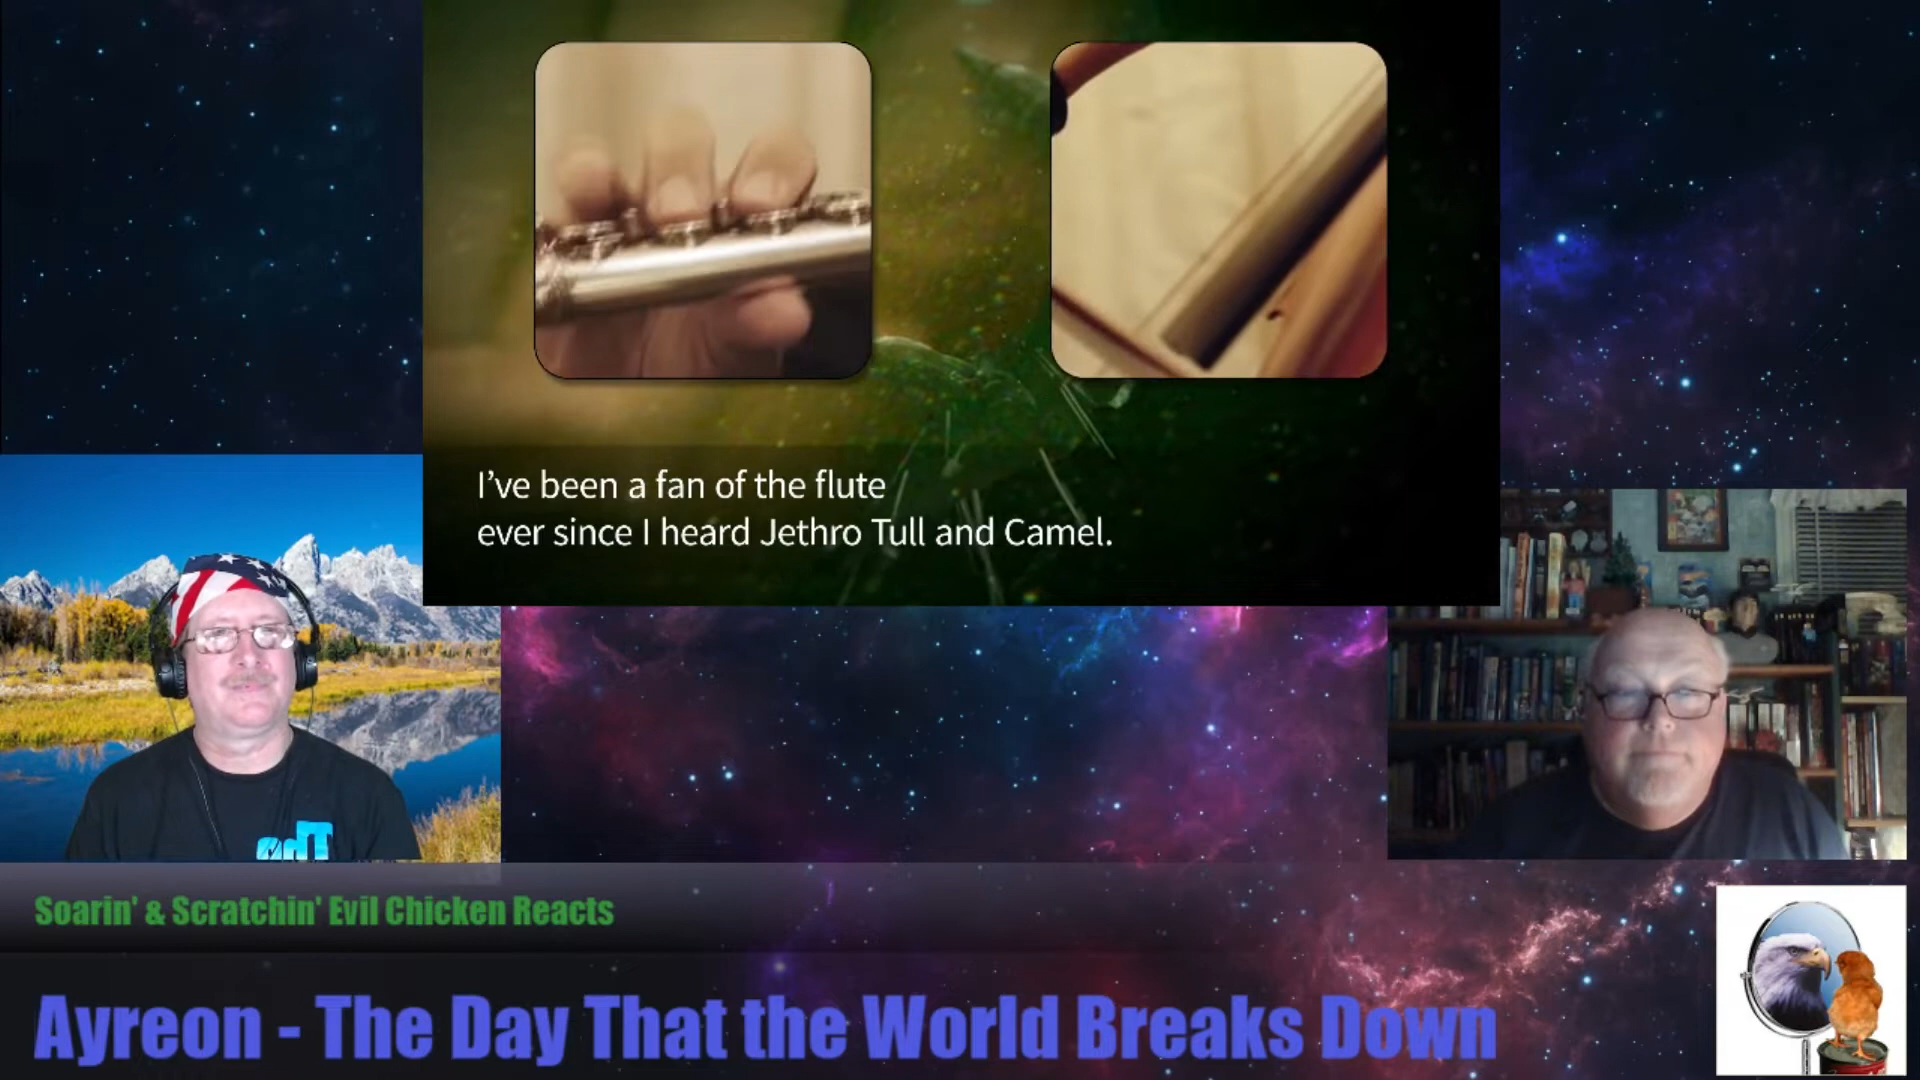 I've been a fan of the flute
ever since I heard Jethro Tull and Camel.
Soarin' & Scratchin' Evil Chicken Reacts
Ayreon - The Day That the World Breaks Down